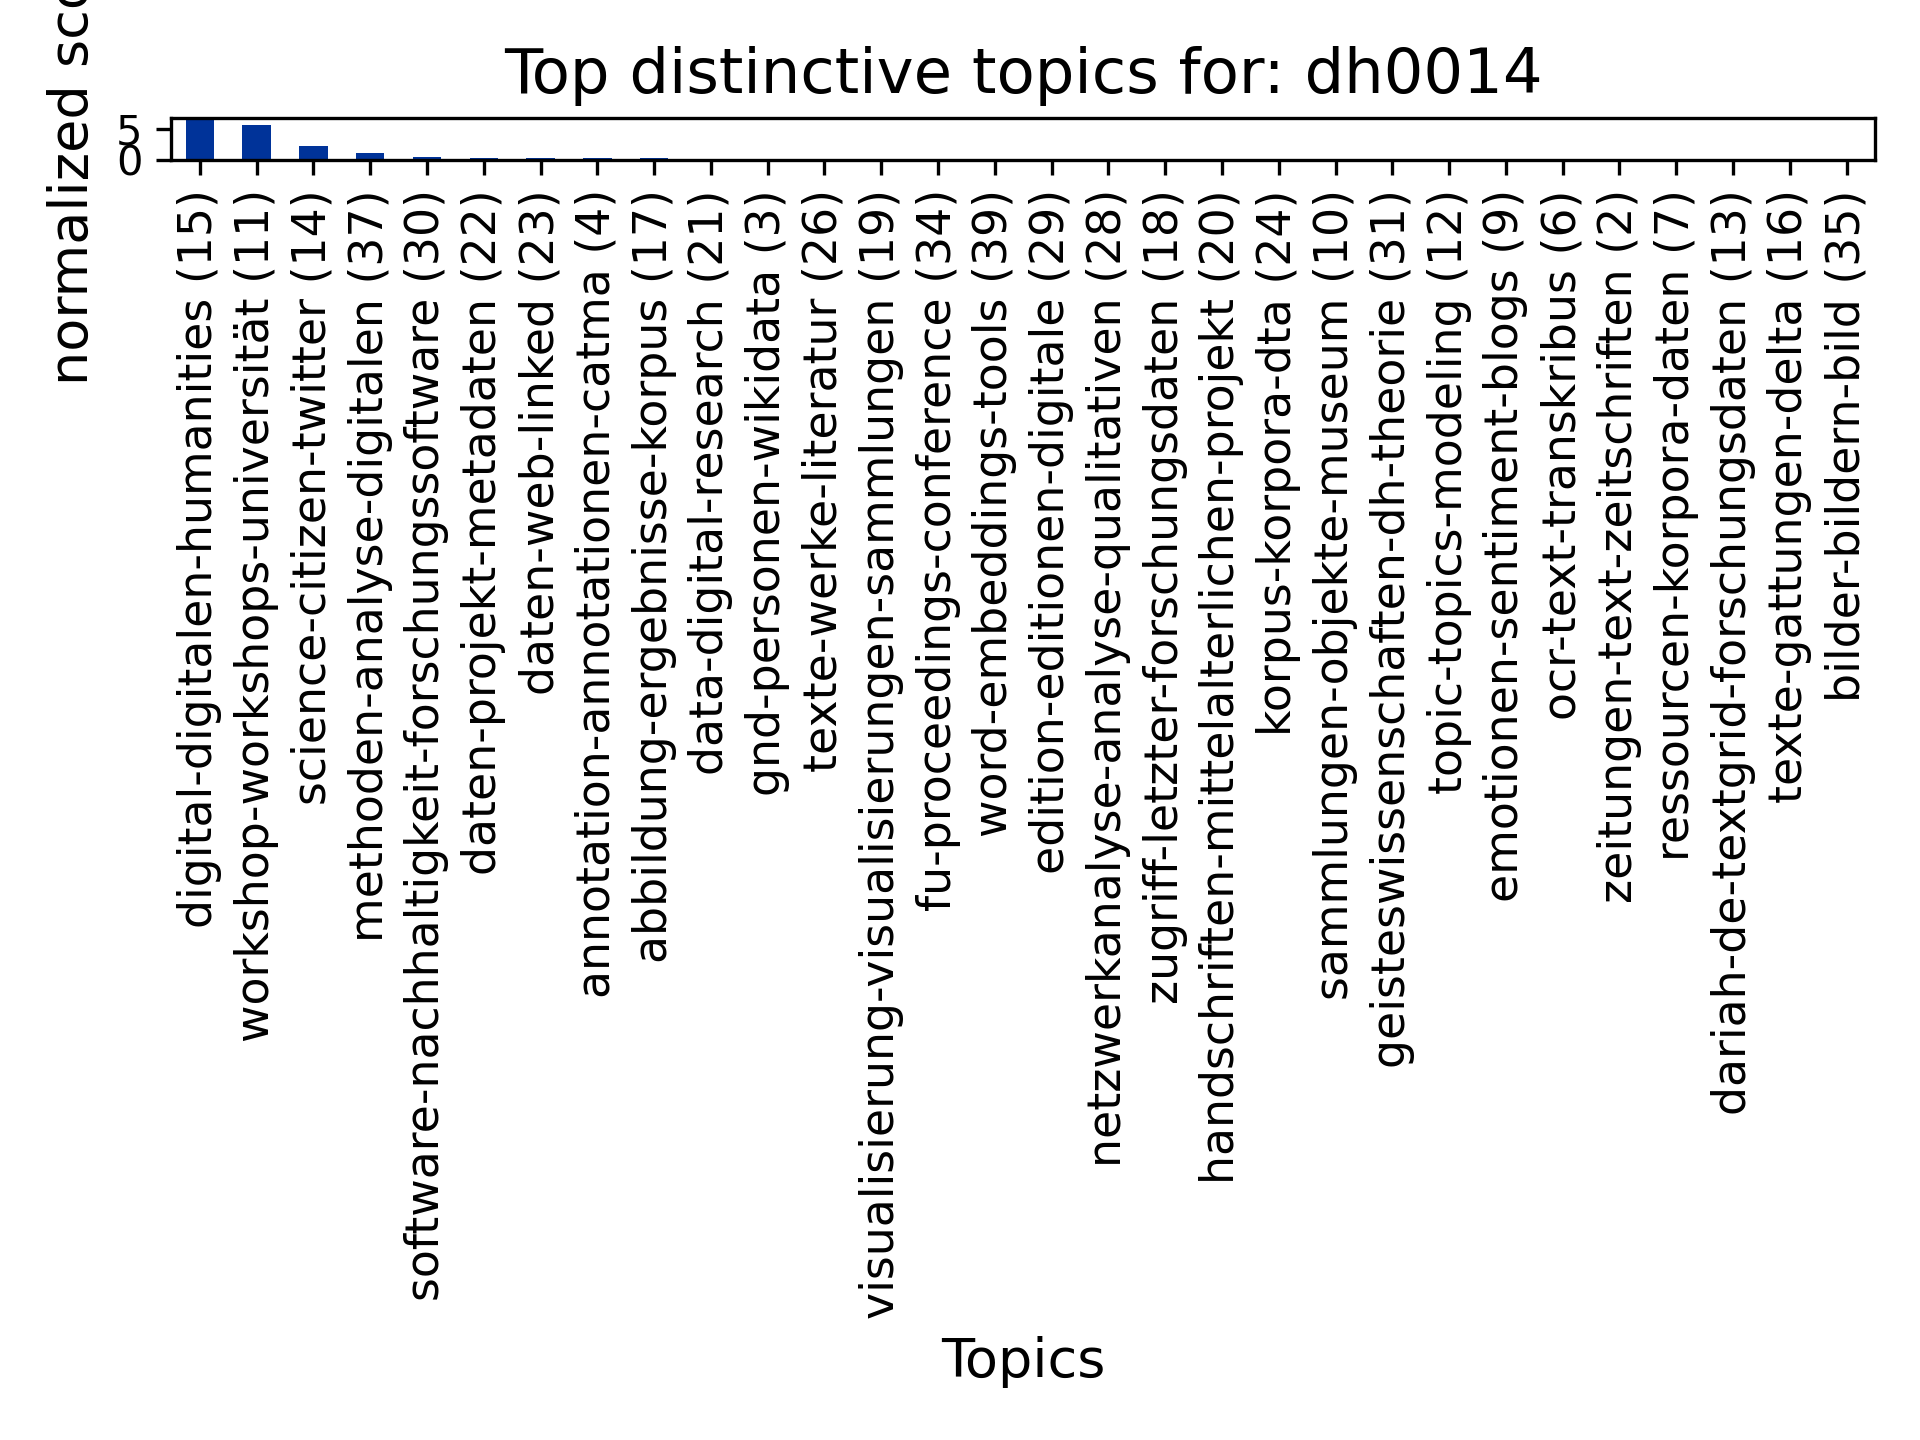 Top distinctive topics for: dh0014
normalized
5
0
digital-digitalen-humanities (15)
workshop-workshops-universität (11)
science-citizen-twitter (14)
methoden-analyse-digitalen (37)
software-nachhaltigkeit-forschungssoftware (30)
daten-projekt-metadaten (22)
daten-web-linked (23)
annotation-annotationen-catma (4)
abbildung-ergebnisse-korpus (17)
data-digital-research (21)
gnd-personen-wikidata (3)
texte-werke-literatur (26)
visualisierung-visualisierungen-sammlungen (19)
fu-proceedings-conference (34)
word-embeddings-tools (39)
edition-editionen-digitale (29)
netzwerkanalyse-analyse-qualitativen (28)
zugriff-letzter-forschungsdaten (18)
handschriften-mittelalterlichen-projekt (20)
korpus-korpora-dta (24)
sammlungen-objekte-museum (10)
geisteswissenschaften-dh-theorie (31)
topic-topics-modeling (12)
emotionen-sentiment-blogs (9)
ocr-text-transkribus (6)
zeitungen-text-zeitschriften (2)
ressourcen-korpora-daten (7)
dariah-de-textgrid-forschungsdaten (13)
texte-gattungen-delta (16)
bilder-bildern-bild (35)
Topics